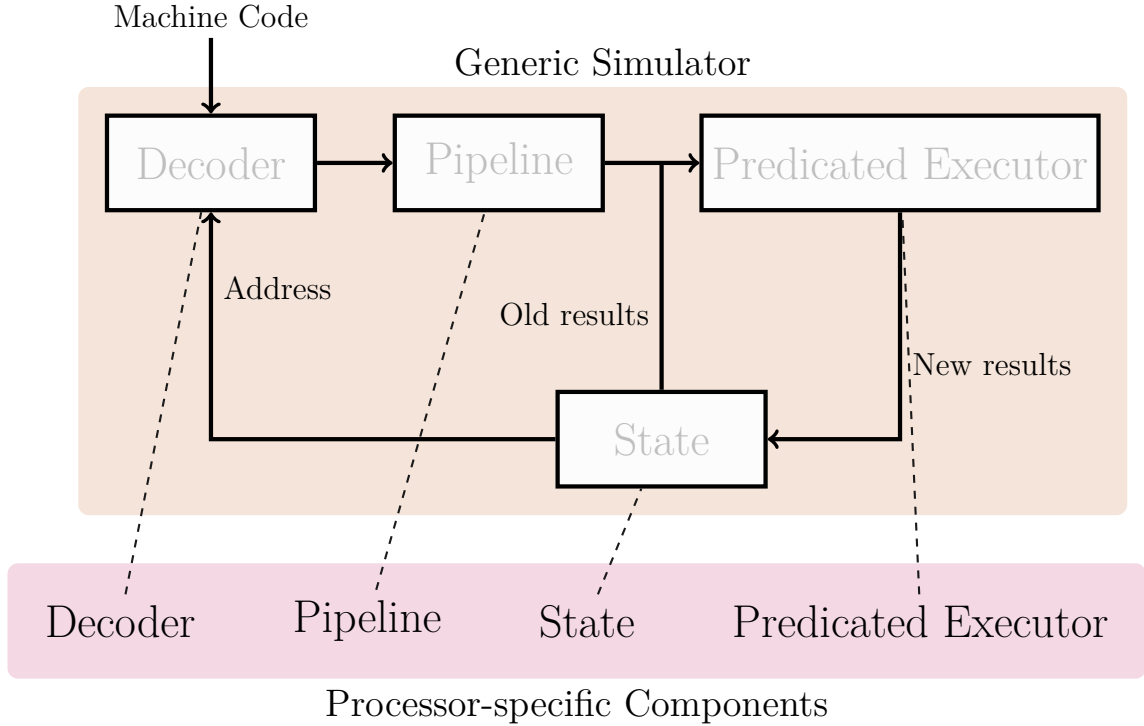 Machine Code
Generic Simulator
Decoder
Pipeline
Predicated Executor
Address
Old results
New results
State
Decoder
Pipeline
State
Predicated Executor
Processor-specific Components